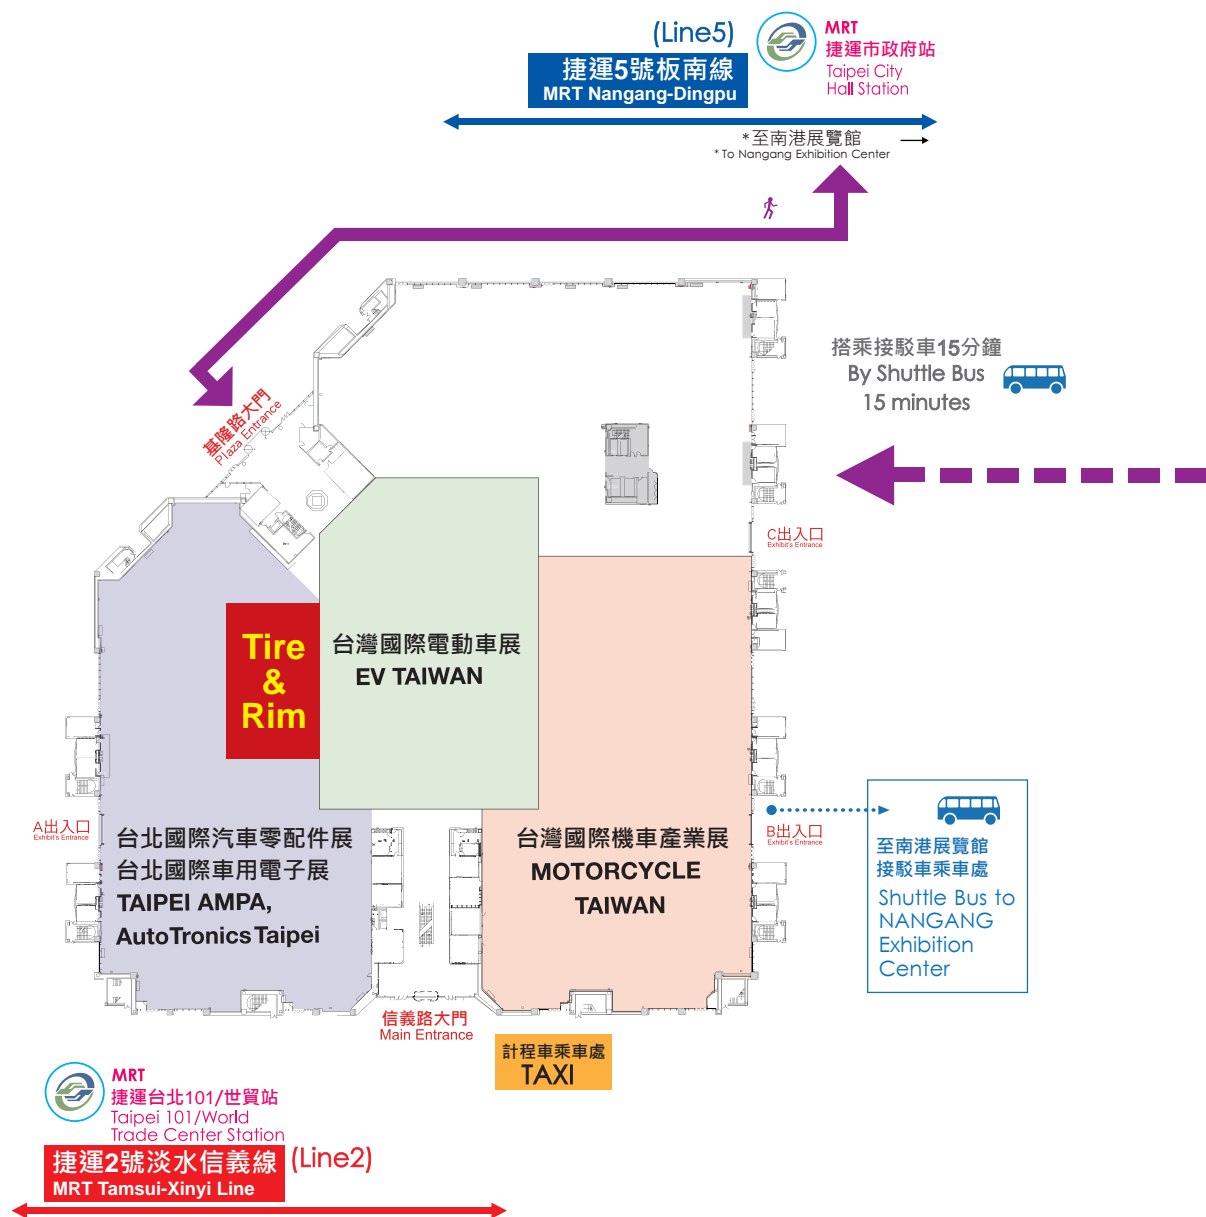 (Line5)
捷運5號板南線
MRT Nangang-Dingpu
MRT
捷運市政府站
Taipei City
Hall Station
*至南港展覽館
* To Nangang Exhibition Center
搭乘接駁車15分鐘
By Shuttle Bus
15 minutes
基隆路大門
Plaza Entrance
C出入口
Exhibit's Entrance
Tire
&
Rim
台灣國際電動車展
EV TAIWAN
A出入口
Exhibit's Entrance
台北國際汽車零配件展
台北國際車用電子展
TAIPEI AMPA,
AutoTronics Taipei
台灣國際機車產業展
MOTORCYCLE
TAIWAN
B出入口
Exhibit's Entrance
至南港展覽館
接駁車乘車處
Shuttle Bus to
NANGANG
Exhibition
Center
信義路大門
Main Entrance
計程車乘車處
TAXI
MRT
捷運台北101/世貿站
Taipei 101/World
Trade Center Station
捷運2號淡水信義線
MRT Tamsui-Xinyi Line
(Line2)